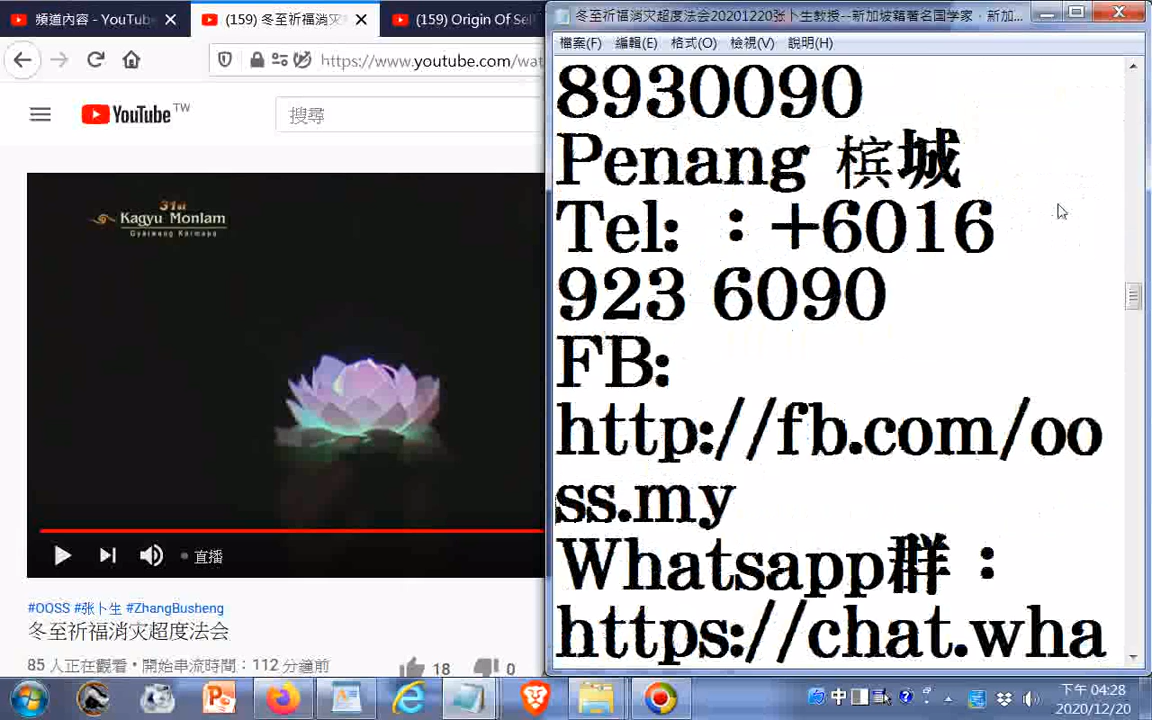 (159) 冬至祈福消灾
(159) Origin Of Sel
https://www.youtube.com/wat
YouTube TW
搜尋
31st
Kagyu Monlam
Gyalwang Karmapa
直播
#OOSS #张卜生 #ZhangBusheng
冬至祈福消灾超度法会
85 人正在觀看 • 開始串流時間：112 分鐘前
18
0
冬至祈福消灾超度法会20201220张卜生教授--新加坡籍著名国学家，新加...
檔案(F) 編輯(E) 格式(O) 檢視(V) 說明(H)
8930090
Penang 槟城
Tel: ：+6016
923 6090
FB:
http://fb.com/oo
ss.my
Whatsapp群：
https://chat.wha
中
下午 04:28
2020/12/20